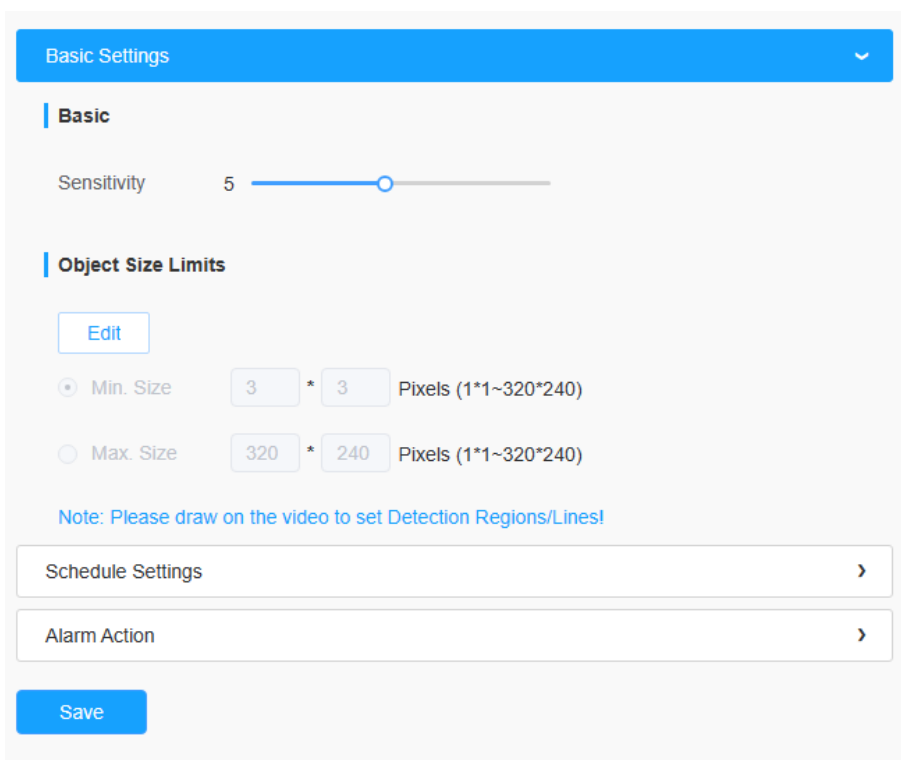 Basic Settings
Basic
Sensitivity 5
Object Size Limits
Edit
Min. Size 3 * 3 Pixels (1*1~320*240)
Max. Size 320 * 240 Pixels (1*1~320*240)
Note: Please draw on the video to set Detection Regions/Lines!
Schedule Settings
Alarm Action
Save